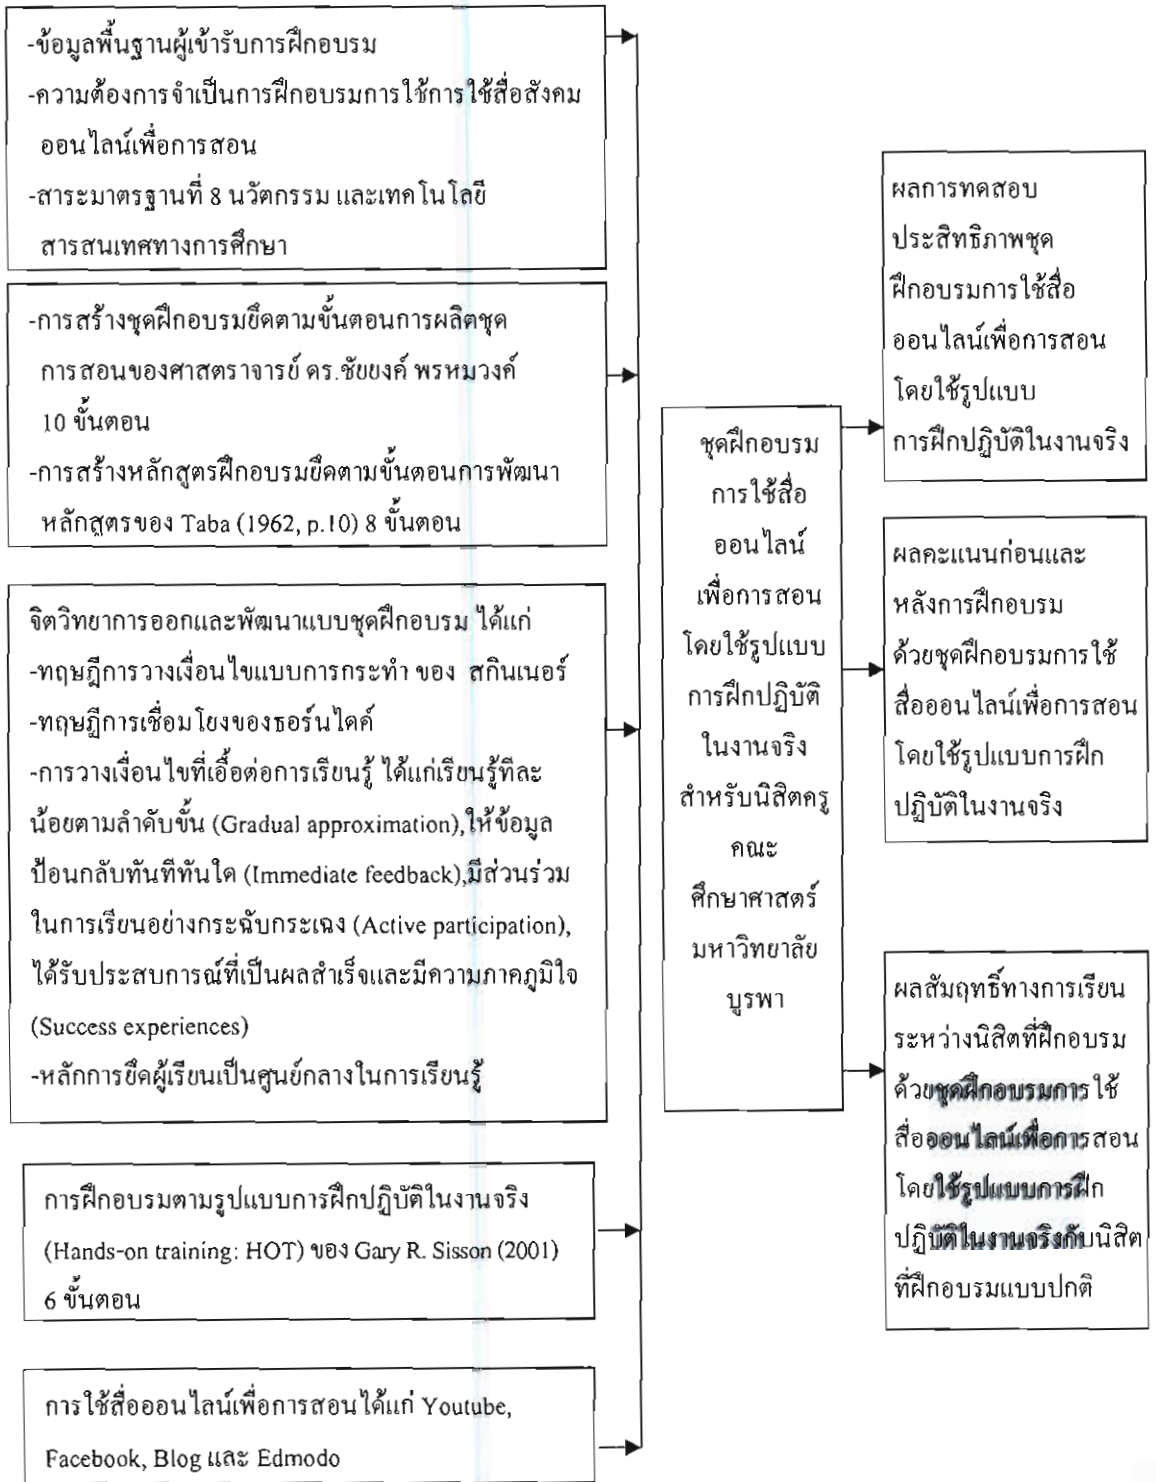 -ข้อมูลพื้นฐานผู้เข้ารับการฝึกอบรม
-ความต้องการจำเป็นการฝึกอบรมการใช้การใช้สื่อสังคม
ออนไลน์เพื่อการสอน
-สาระมาตรฐานที่ 8 นวัตกรรม และเทคโนโลยี
สารสนเทศทางการศึกษา
-การสร้างชุดฝึกอบรมยึดตามขั้นตอนการผลิตชุด
การสอนของศาสตราจารย์ ดร.ชัยยงค์ พรหมวงค์
10 ขั้นตอน
-การสร้างหลักสูตรฝึกอบรมยึดตามขั้นตอนการพัฒนา
หลักสูตรของ Taba (1962, p.10) 8 ขั้นตอน
จิตวิทยาการออกและพัฒนาแบบชุดฝึกอบรม ได้แก่
-ทฤษฎีการวางเงื่อนไขแบบการกระทำ ของ สกินเนอร์
-ทฤษฎีการเชื่อมโยงของธอร์นไดค์
-การวางเงื่อนไขที่เอื้อต่อการเรียนรู้ ได้แก่เรียนรู้ทีละ
น้อยตามลำดับขั้น (Gradual approximation),ให้ข้อมูล
ป้อนกลับทันทีทันใด (Immediate feedback),มีส่วนร่วม
ในการเรียนอย่างกระฉับกระเฉง (Active participation),
ได้รับประสบการณ์ที่เป็นผลสำเร็จและมีความภาคภูมิใจ
(Success experiences)
-หลักการยึดผู้เรียนเป็นศูนย์กลางในการเรียนรู้
การฝึกอบรมตามรูปแบบการฝึกปฏิบัติในงานจริง
(Hands-on training: HOT) ของ Gary R. Sisson (2001)
6 ขั้นตอน
การใช้สื่อออนไลน์เพื่อการสอนได้แก่ Youtube,
Facebook, Blog และ Edmodo
ชุดฝึกอบรม
การใช้สื่อ
ออนไลน์
เพื่อการสอน
โดยใช้รูปแบบ
การฝึกปฏิบัติ
ในงานจริง
สำหรับนิสิตครู
คณะ
ศึกษาศาสตร์
มหาวิทยาลัย
บูรพา
ผลการทดสอบ
ประสิทธิภาพชุด
ฝึกอบรมการใช้สื่อ
ออนไลน์เพื่อการสอน
โดยใช้รูปแบบ
การฝึกปฏิบัติในงานจริง
ผลคะแนนก่อนและ
หลังการฝึกอบรม
ด้วยชุดฝึกอบรมการใช้
สื่อออนไลน์เพื่อการสอน
โดยใช้รูปแบบการฝึก
ปฏิบัติในงานจริง
ผลสัมฤทธิ์ทางการเรียน
ระหว่างนิสิตที่ฝึกอบรม
ด้วยชุดฝึกอบรมการใช้
สื่อออนไลน์เพื่อการสอน
โดยใช้รูปแบบการฝึก
ปฏิบัติในงานจริงกับนิสิต
ที่ฝึกอบรมแบบปกติ